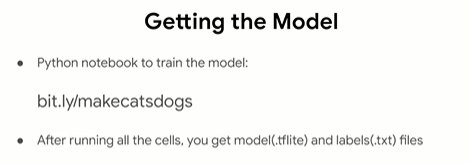 Getting the Model
● Python notebook to train the model:
bit.ly/makecatsdogs
● After running all the cells, you get model(.tflite) and labels(.txt) files